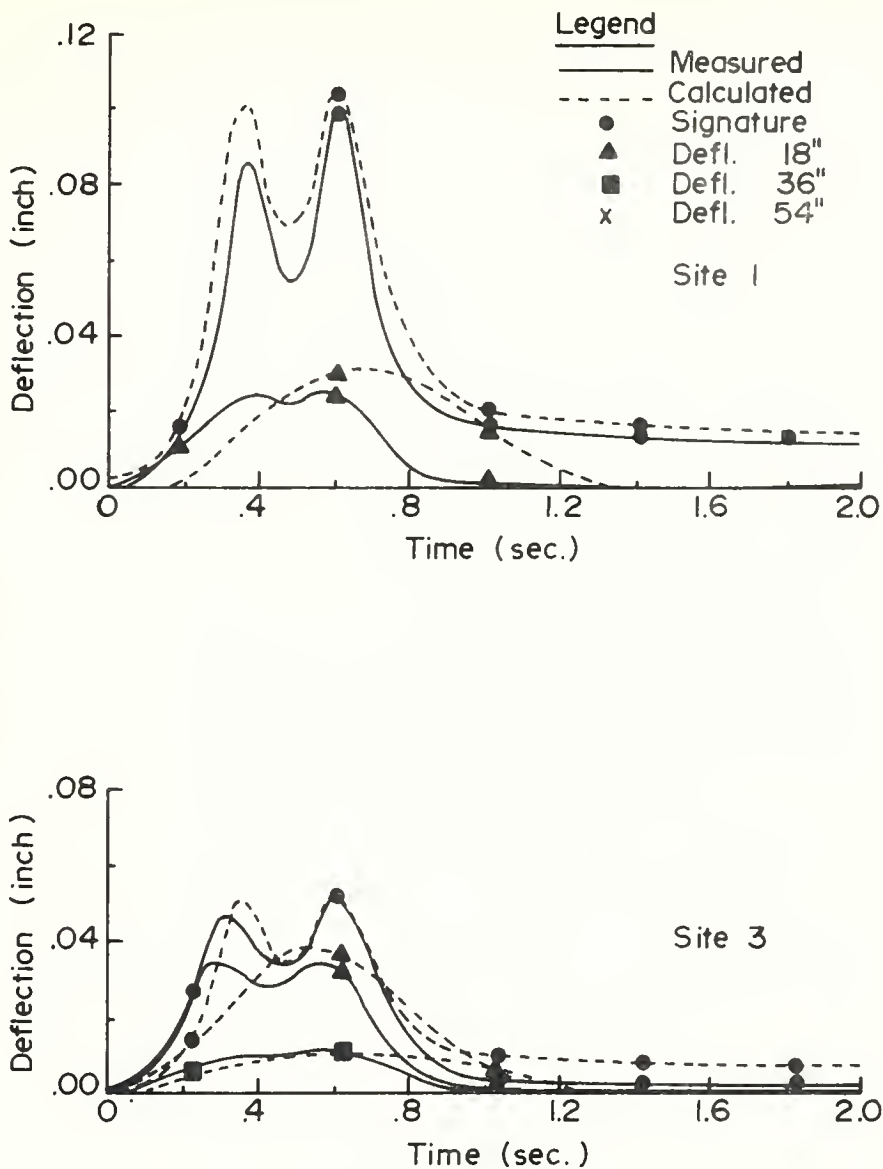 Legend
Measured
Calculated
Signature
Defl. 18"
Defl. 36"
Defl. 54"
Site 1
.12
.08
.04
.00
Deflection (inch)
0 .4 .8 1.2 1.6 2.0
Time (sec.)
Site 3
.08
.04
.00
Deflection (inch)
0 .4 .8 1.2 1.6 2.0
Time (sec.)